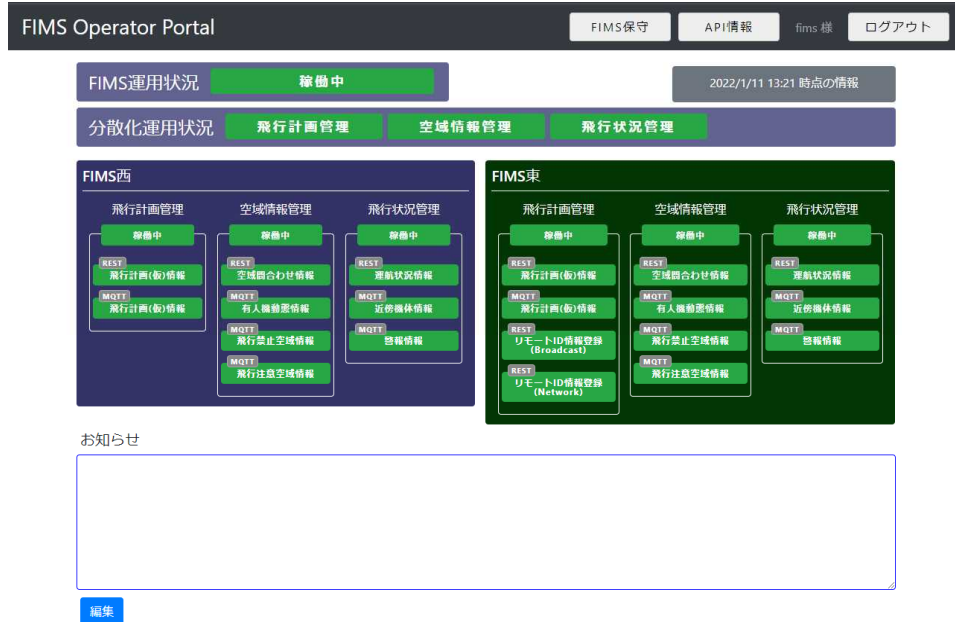 FIMS Operator Portal
FIMS保守
API情報
fims 様
ログアウト
FIMS運用状況
稼働中
2022/1/11 13:21 時点の情報
分散化運用状況
飛行計画管理
空域情報管理
飛行状況管理
FIMS西
飛行計画管理
稼働中
REST
飛行計画(仮)情報
MQTT
飛行計画(仮)情報
空域情報管理
稼働中
REST
空域問合わせ情報
MQTT
有人機動態情報
MQTT
飛行禁止空域情報
MQTT
飛行注意空域情報
飛行状況管理
稼働中
REST
運航状況情報
MQTT
近傍機体情報
MQTT
警報情報
FIMS東
飛行計画管理
稼働中
REST
飛行計画(仮)情報
MQTT
飛行計画(仮)情報
REST
リモートID情報登録
(Broadcast)
REST
リモートID情報登録
(Network)
空域情報管理
稼働中
REST
空域問合わせ情報
MQTT
有人機動態情報
MQTT
飛行禁止空域情報
MQTT
飛行注意空域情報
飛行状況管理
稼働中
REST
運航状況情報
MQTT
近傍機体情報
MQTT
警報情報
お知らせ
編集